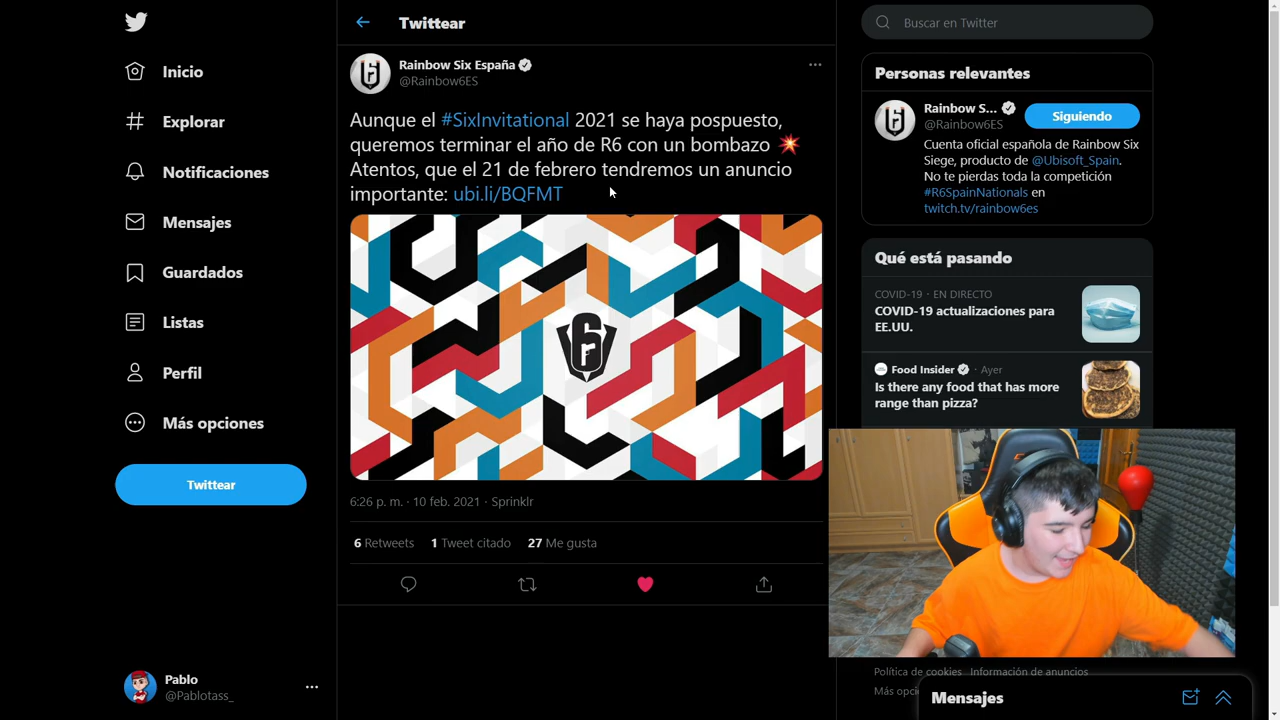 Inicio
Explorar
Notificaciones
Mensajes
Guardados
Listas
Perfil
Más opciones
Twittear
Pablo
@Pablotass_
Twittear
Rainbow Six España
@Rainbow6ES
Aunque el #SixInvitational 2021 se haya pospuesto,
queremos terminar el año de R6 con un bombazo 💥
Atentos, que el 21 de febrero tendremos un anuncio
importante: ubi.li/BQFMT
6
6:26 p. m. · 10 feb. 2021 · Sprinklr
6 Retweets 1 Tweet citado 27 Me gusta
Buscar en Twitter
Personas relevantes
Rainbow S...
@Rainbow6ES
Siguiendo
Cuenta oficial española de Rainbow Six
Siege, producto de @Ubisoft_Spain.
No te pierdas toda la competición
#R6SpainNationals en
twitch.tv/rainbow6es
Qué está pasando
COVID-19 · EN DIRECTO
COVID-19 actualizaciones para
EE.UU.
Food Insider · Ayer
Is there any food that has more
range than pizza?
Política de cookies Información de anuncios
Más opci
Mensajes